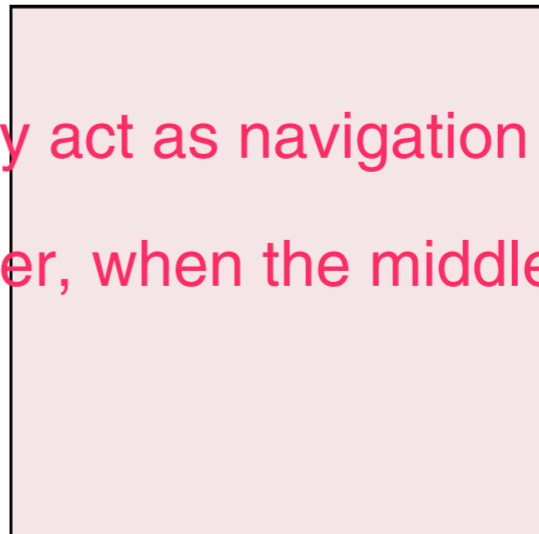 y act as navigation
er, when the middle